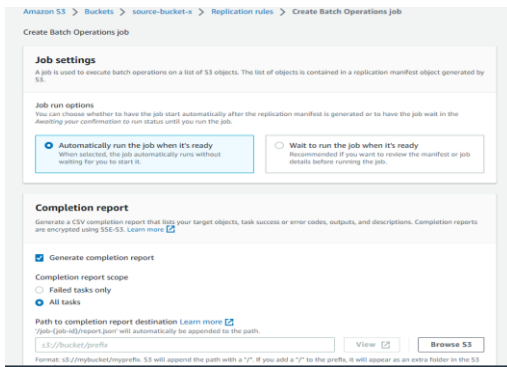 Amazon S3 > Buckets > source-bucket-x > Replication rules > Create Batch Operations job
Create Batch Operations job
Job settings
A job is used to execute batch operations on a list of S3 objects. The list of objects is contained in a replication manifest object generated by
S3.
Job run options
You can choose whether to have the job start automatically after the replication manifest is generated or to have the job wait in the
Awaiting your confirmation to run status until you run the job.
Automatically run the job when it's ready
When selected, the job automatically runs without
waiting for you to start it.
Wait to run the job when it's ready
Recommended if you want to review the manifest or job
details before running the job.
Completion report
Generate a CSV completion report that lists your target objects, task success or error codes, outputs, and descriptions. Completion reports
are encrypted using SSE-S3. Learn more
Generate completion report
Completion report scope
Failed tasks only
All tasks
Path to completion report destination Learn more
'/job-{job-id}/report.json' will automatically be appended to the path.
s3://bucket/prefix
View
Browse S3
Format: s3://mybucket/myprefix. S3 will append the path with a "/". If you add a "/" to the prefix, it will appear as an extra folder in the S3